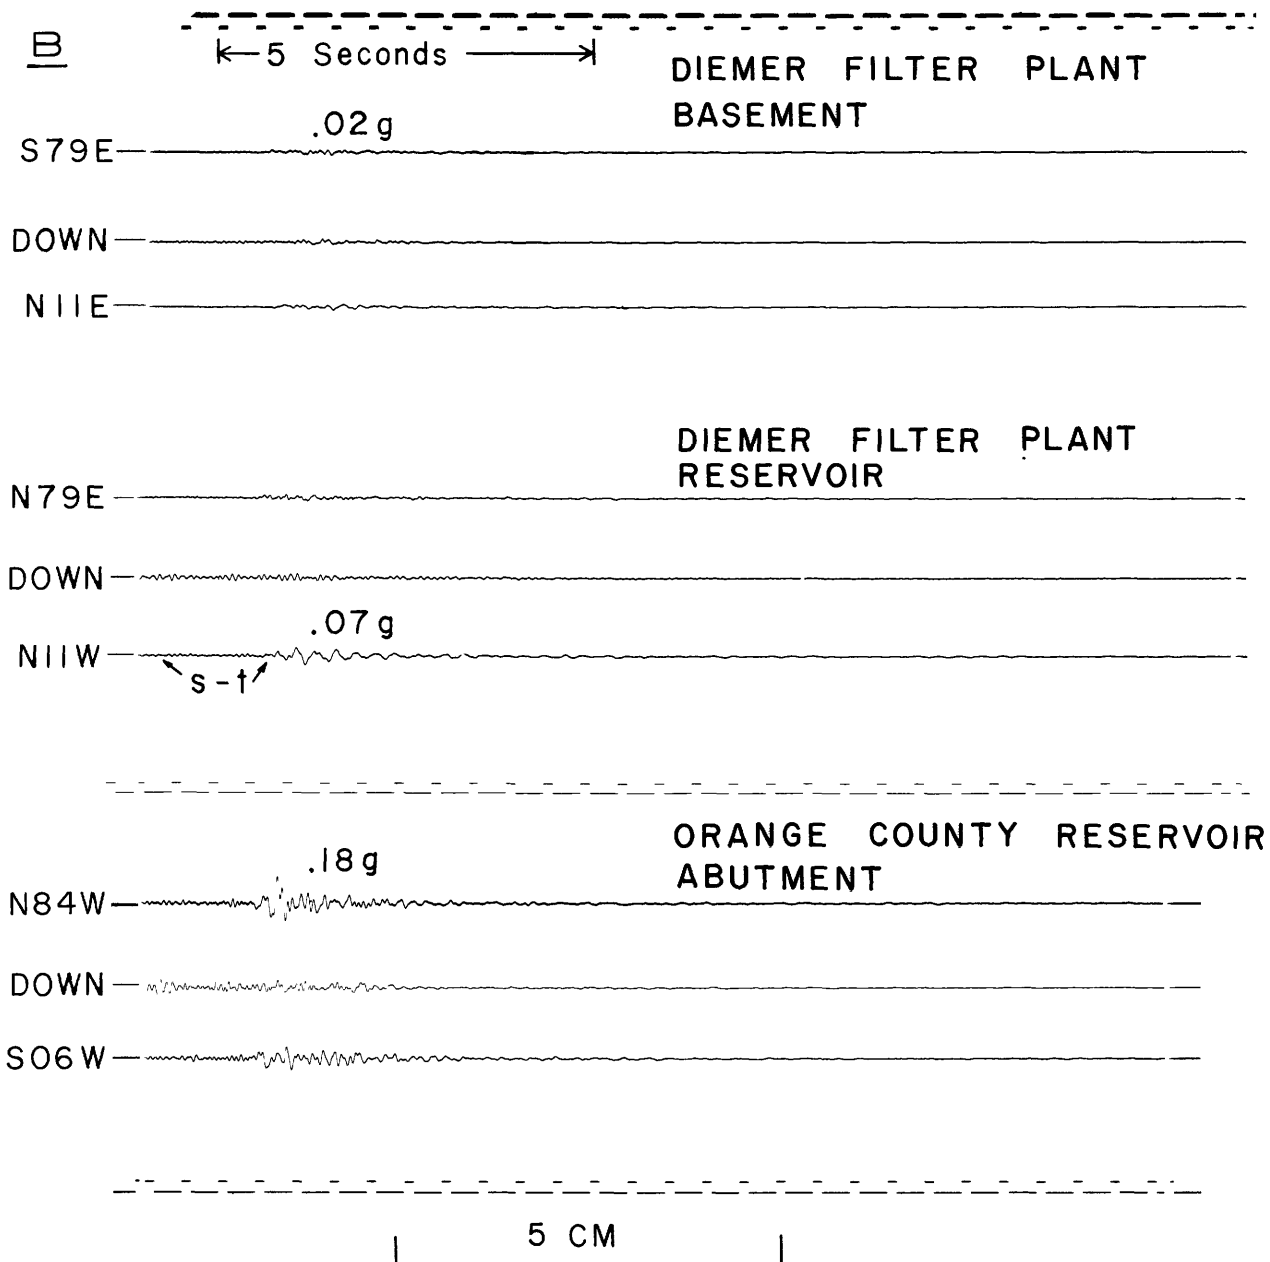 B
5 Seconds
DIEMER FILTER PLANT
BASEMENT
.02g
S79E
DOWN
N11E
DIEMER FILTER PLANT
RESERVOIR
N79E
DOWN
.07g
N11W
s-t
ORANGE COUNTY RESERVOIR
ABUTMENT
.18g
N84W
DOWN
S06W
5 CM